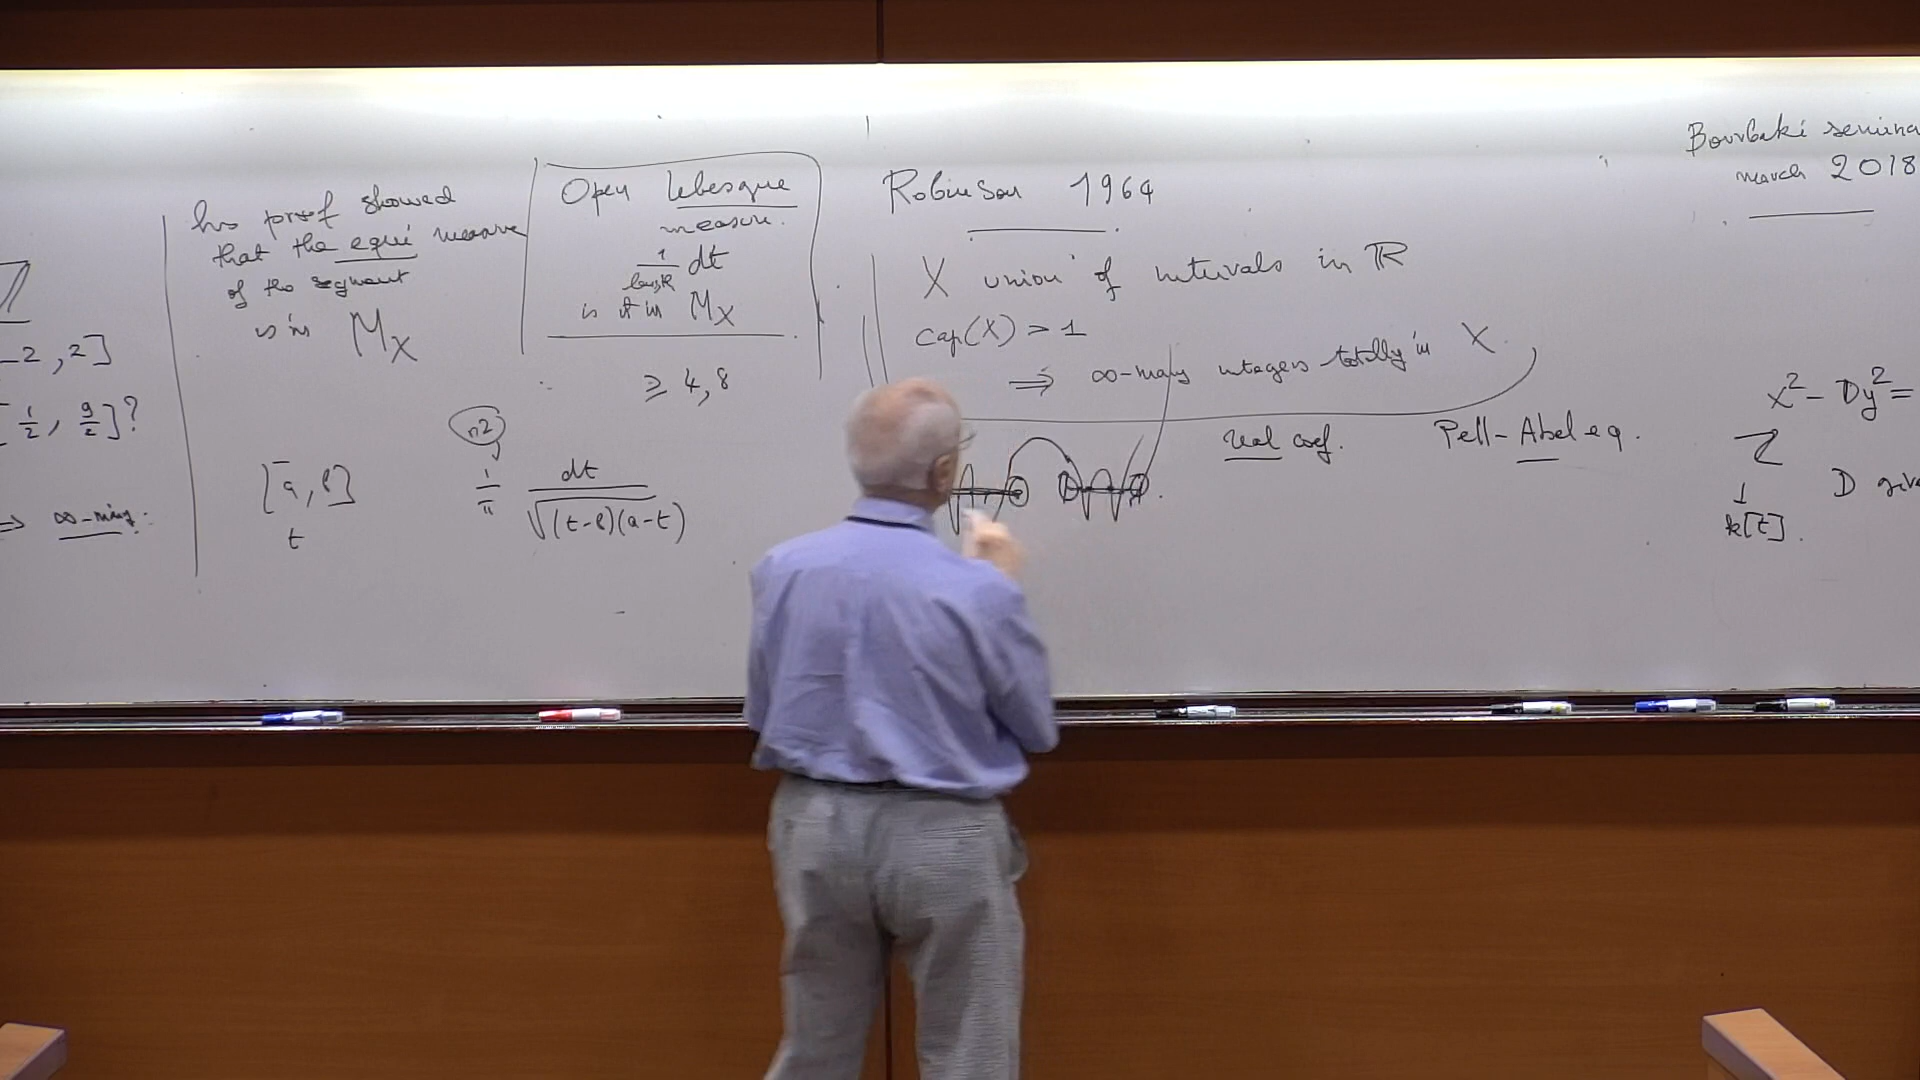 Z
-2, 2]
[1/2, 9/2]?
⇒ ∞-many.
his proof showed
that the equi measure
of the segment
is in M_X
[a, b]
t
Open Lebesgue
measure.
1/length dt
is it in M_X
≥ 4,8
n=2
1/π dt/√((t-b)(a-t))
Robinson 1964
X union of intervals in ℝ
cap(X) > 1
⇒ ∞-many integers totally in X.
real coef.
Pell-Abel eq.
Bourbaki semina
march 2018
x² - Dy² =
Z
↓
k[t].
D give